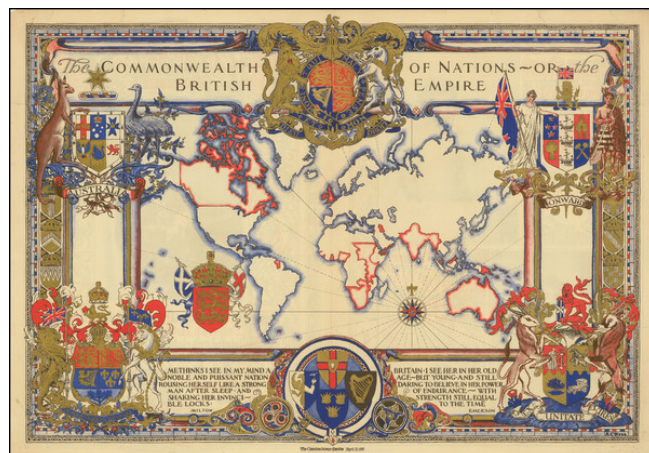 The COMMONWEALTH OF NATIONS~OR~the
BRITISH EMPIRE
AUSTRALIA
ONWARD
METHINKS I SEE IN MY MIND A
NOBLE AND PUISSANT NATION
ROUSING HERSELF LIKE A STRONG
MAN AFTER SLEEP AND
SHAKING HER INVINCI-
BLE LOCKS
MILTON
BRITAIN I SEE HER IN HER OLD
AGE BUT YOUNG AND STILL
DARING TO BELIEVE IN HER POWER
OF ENDURANCE ~ WITH
STRENGTH STILL EQUAL
TO THE TIME
EMERSON
UNITATE